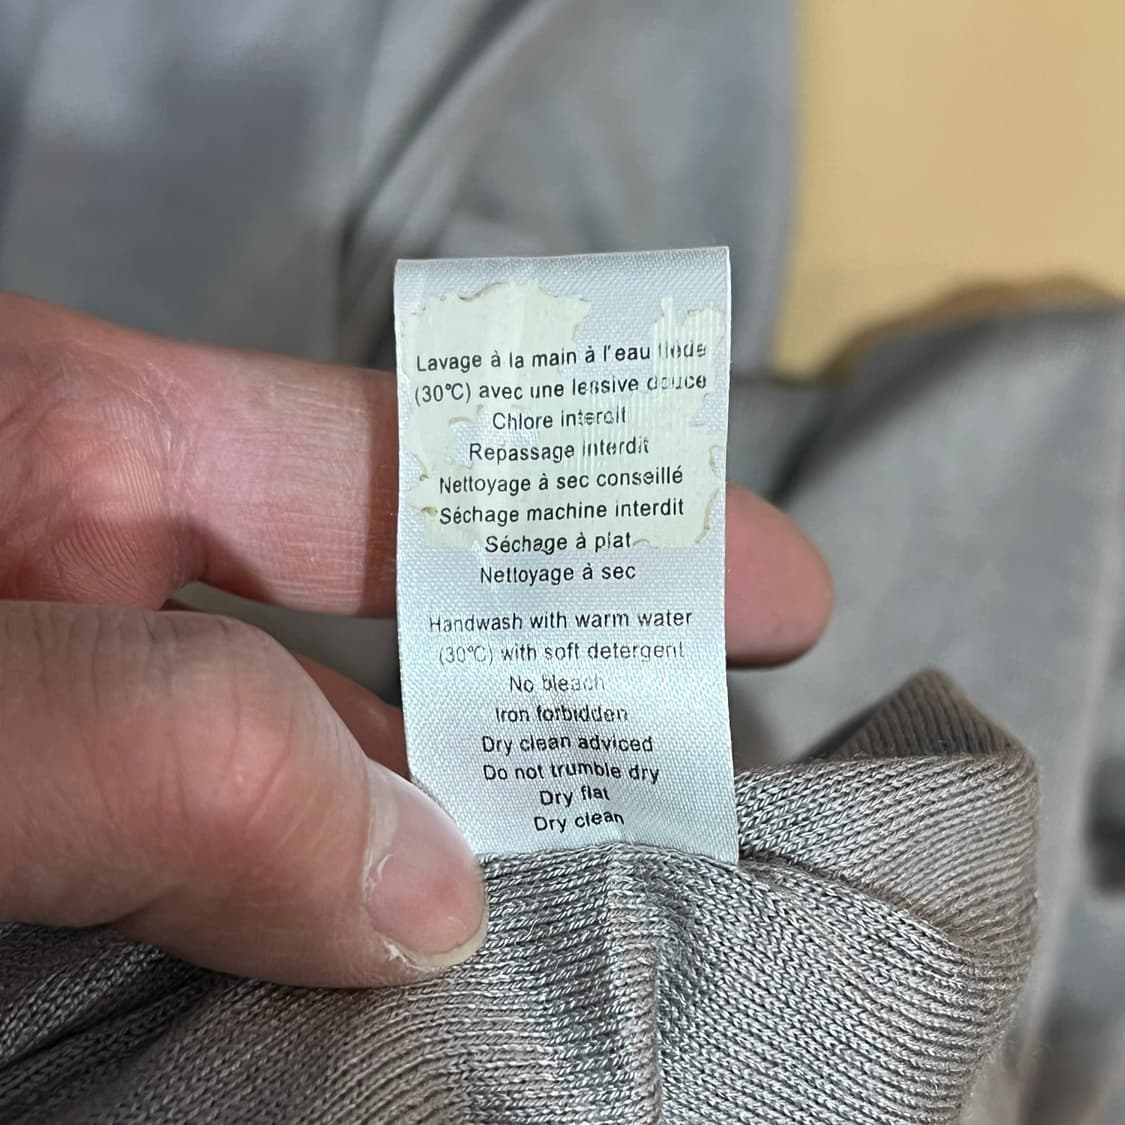 Lavage à la main à l'eau tiède
(30°C) avec une lessive douce
Chlore interdit
Repassage interdit
Nettoyage à sec conseillé
Séchage machine interdit
Séchage à plat
Nettoyage à sec
Handwash with warm water
(30°C) with soft detergent
No bleach
Iron forbidden
Dry clean adviced
Do not trumble dry
Dry flat
Dry clean